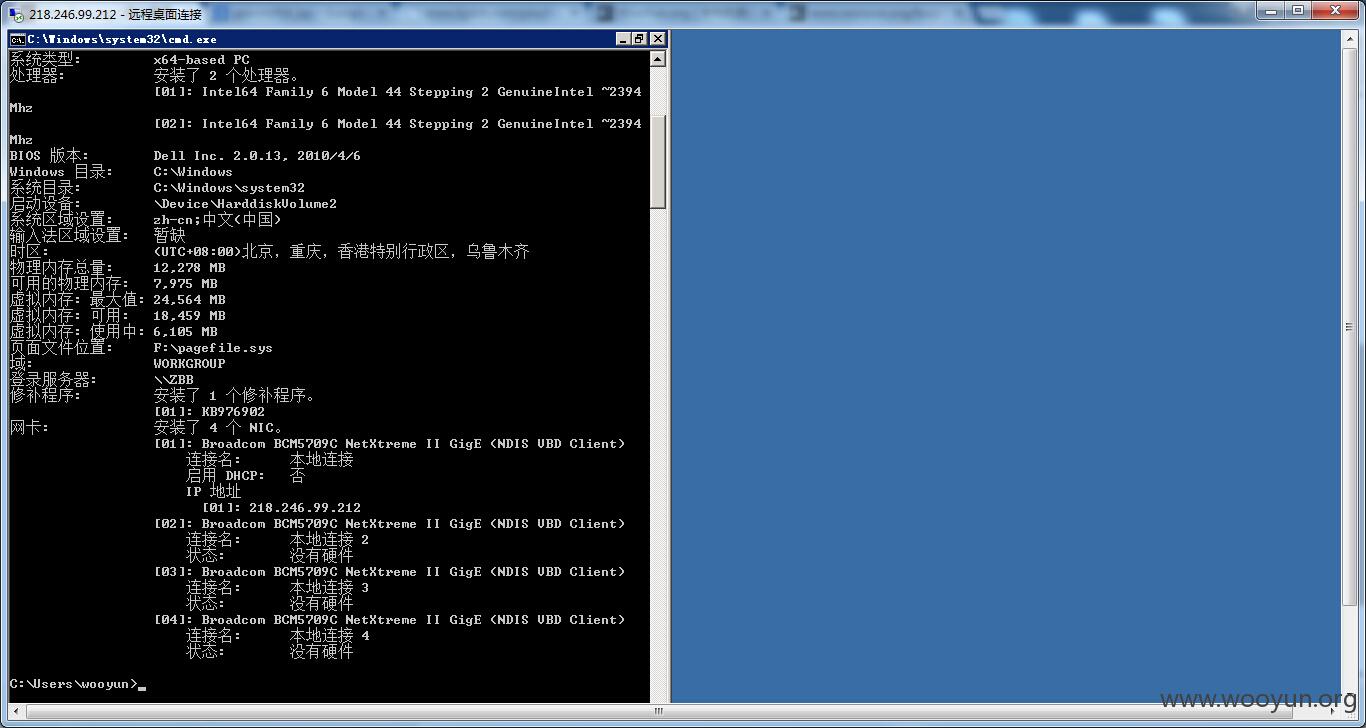 218.246.99.212 - 远程桌面连接
C:\Windows\system32\cmd.exe
系统类型: x64-based PC
处理器: 安装了 2 个处理器。
[01]: Intel64 Family 6 Model 44 Stepping 2 GenuineIntel ~2394
Mhz
[02]: Intel64 Family 6 Model 44 Stepping 2 GenuineIntel ~2394
Mhz
BIOS 版本: Dell Inc. 2.0.13, 2010/4/6
Windows 目录: C:\Windows
系统目录: C:\Windows\system32
启动设备: \Device\HarddiskVolume2
系统区域设置: zh-cn;中文(中国)
输入法区域设置: 暂缺
时区: (UTC+08:00)北京，重庆，香港特别行政区，乌鲁木齐
物理内存总量: 12,278 MB
可用的物理内存: 7,975 MB
虚拟内存: 最大值: 24,564 MB
虚拟内存: 可用: 18,459 MB
虚拟内存: 使用中: 6,105 MB
页面文件位置: F:\pagefile.sys
域: WORKGROUP
登录服务器: \\ZBB
修补程序: 安装了 1 个修补程序。
[01]: KB976902
网卡: 安装了 4 个 NIC。
[01]: Broadcom BCM5709C NetXtreme II GigE (NDIS VBD Client)
连接名: 本地连接
启用 DHCP: 否
IP 地址
[01]: 218.246.99.212
[02]: Broadcom BCM5709C NetXtreme II GigE (NDIS VBD Client)
连接名: 本地连接 2
状态: 没有硬件
[03]: Broadcom BCM5709C NetXtreme II GigE (NDIS VBD Client)
连接名: 本地连接 3
状态: 没有硬件
[04]: Broadcom BCM5709C NetXtreme II GigE (NDIS VBD Client)
连接名: 本地连接 4
状态: 没有硬件
C:\Users\wooyun>
www.wooyun.org